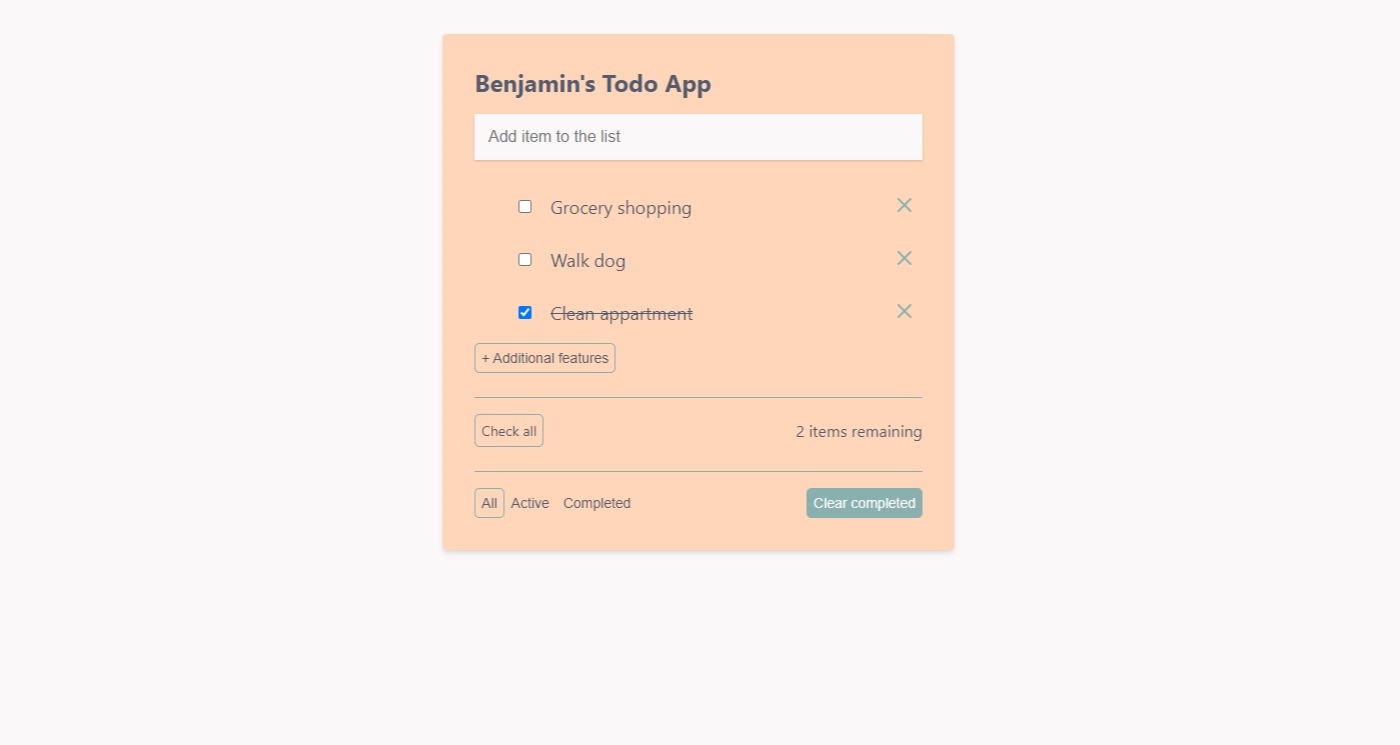 Benjamin's Todo App
Add item to the list
Grocery shopping
Walk dog
Clean appartment
+ Additional features
Check all
2 items remaining
All
Active
Completed
Clear completed